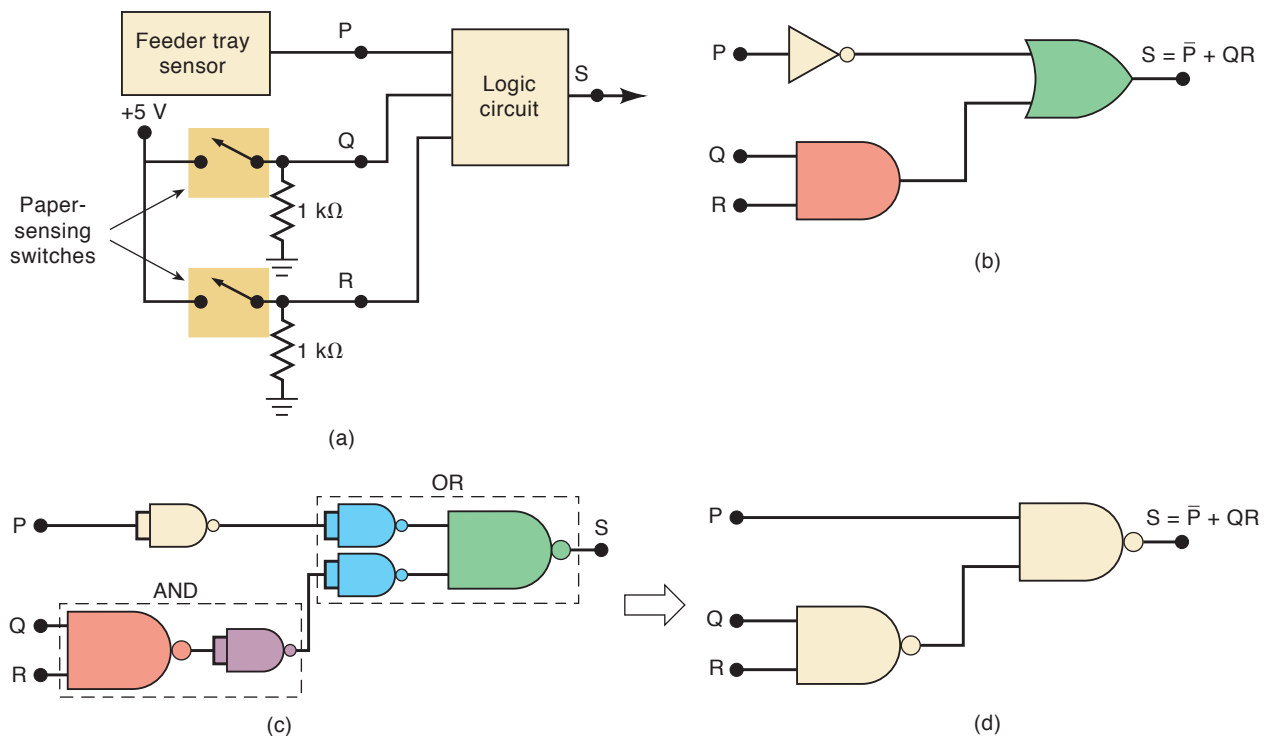 Feeder tray
sensor
P
+5 V
Q
1 kΩ
Paper-
sensing
switches
R
1 kΩ
Logic
circuit
S
(a)
P
S = P̅ + QR
Q
R
(b)
OR
P
S
AND
Q
R
(c)
P
S = P̅ + QR
Q
R
(d)